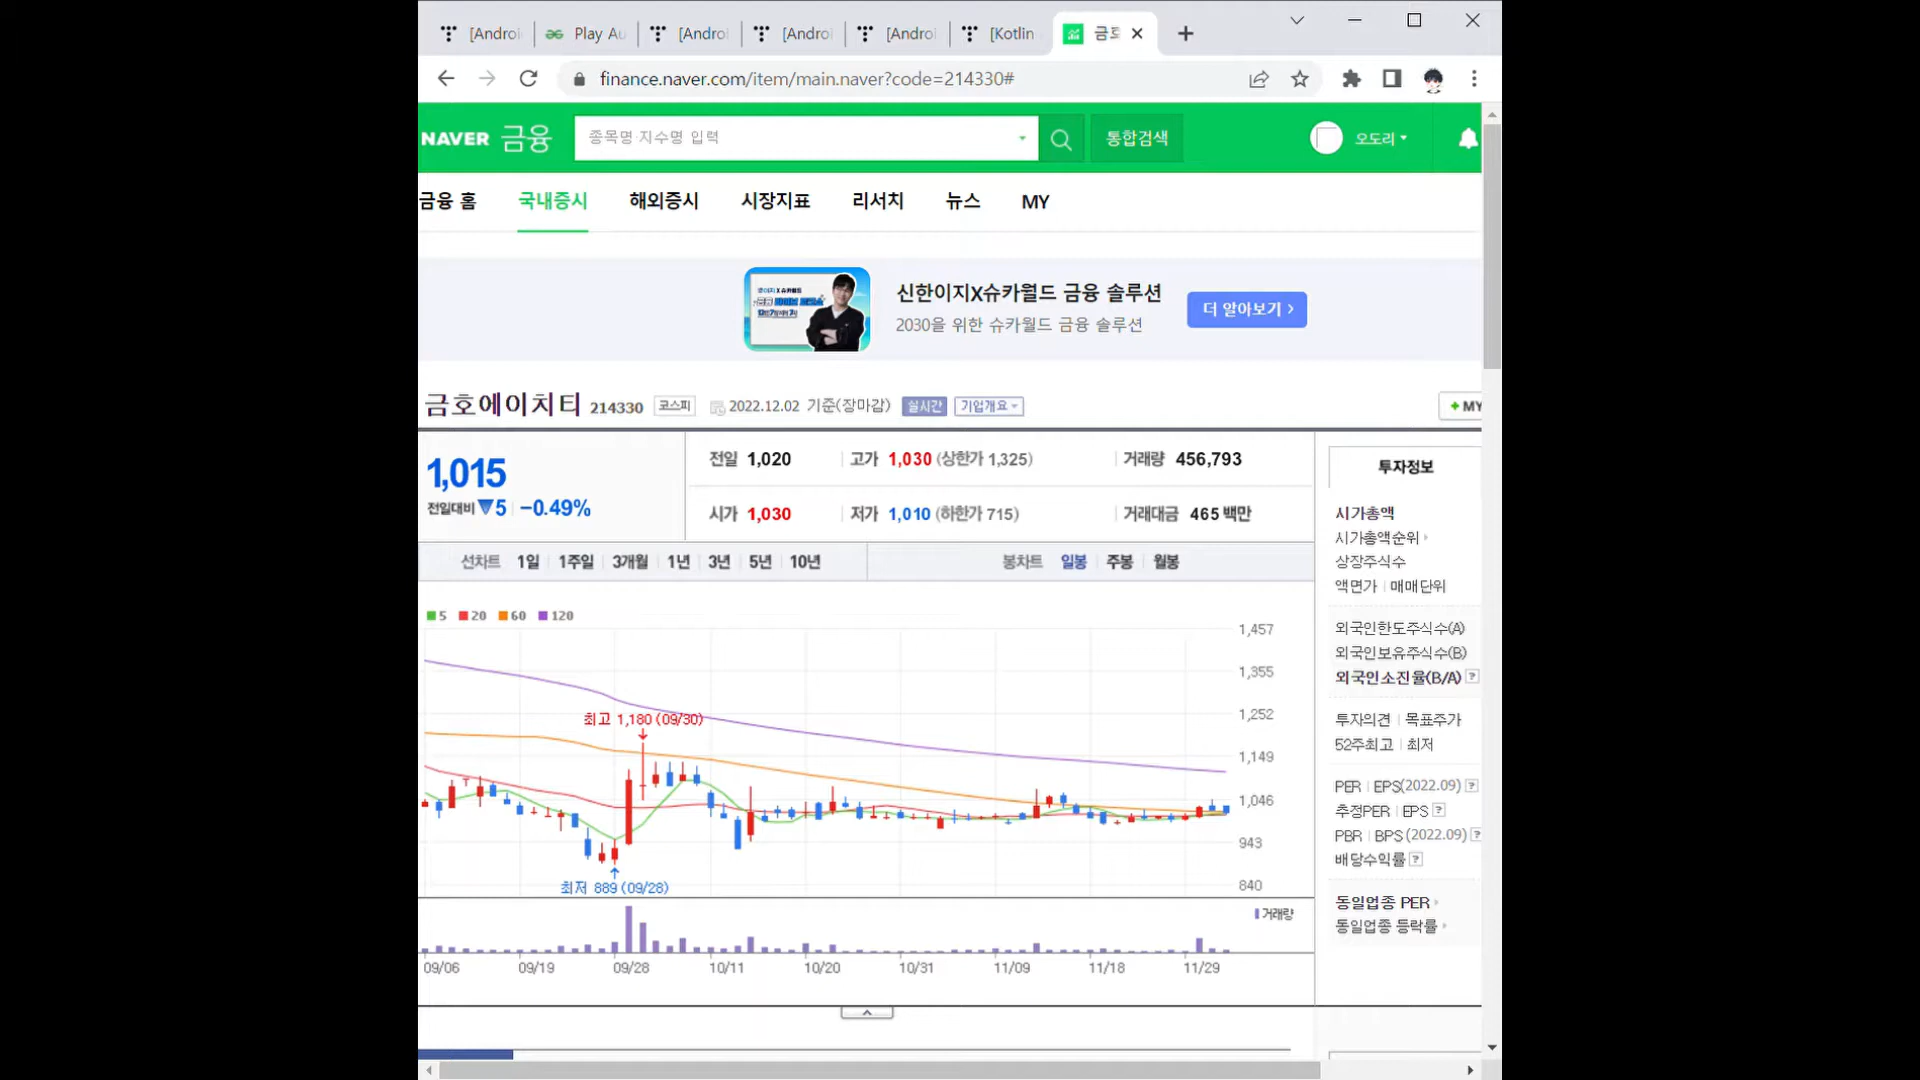 [Androi
Play Au
[Androi
[Androi
[Androi
[Kotlin
금호
finance.naver.com/item/main.naver?code=214330#
NAVER 금융
종목명·지수명 입력
통합검색
오도리
금융 홈
국내증시
해외증시
시장지표
리서치
뉴스
MY
신한이지X슈카월드 금융 솔루션
2030을 위한 슈카월드 금융 솔루션
더 알아보기 >
금호에이치티 214330 코스피 2022.12.02 기준(장마감) 실시간 기업개요
+ MY
1,015
전일대비 ▼5 -0.49%
전일 1,020
고가 1,030 (상한가 1,325)
거래량 456,793
시가 1,030
저가 1,010 (하한가 715)
거래대금 465 백만
선차트 1일 1주일 3개월 1년 3년 5년 10년
봉차트 일봉 주봉 월봉
5 20 60 120
1,457
1,355
1,252
1,149
1,046
943
840
최고 1,180 (09/30)
최저 889 (09/28)
거래량
09/06 09/19 09/28 10/11 10/20 10/31 11/09 11/18 11/29
투자정보
시가총액
시가총액순위
상장주식수
액면가 | 매매단위
외국인한도주식수(A)
외국인보유주식수(B)
외국인소진율(B/A) ?
투자의견 | 목표주가
52주최고 | 최저
PER | EPS(2022.09) ?
추정PER | EPS ?
PBR | BPS (2022.09) ?
배당수익률 ?
동일업종 PER
동일업종 등락률